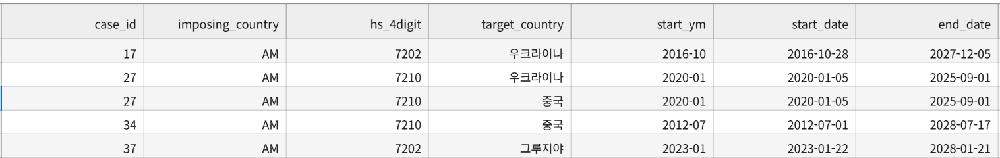 case_id imposing_country hs_4digit target_country start_ym start_date end_date
17 AM 7202 우크라이나 2016-10 2016-10-28 2027-12-05
27 AM 7210 우크라이나 2020-01 2020-01-05 2025-09-01
27 AM 7210 중국 2020-01 2020-01-05 2025-09-01
34 AM 7210 중국 2012-07 2012-07-01 2028-07-17
37 AM 7202 그루지야 2023-01 2023-01-22 2028-01-21